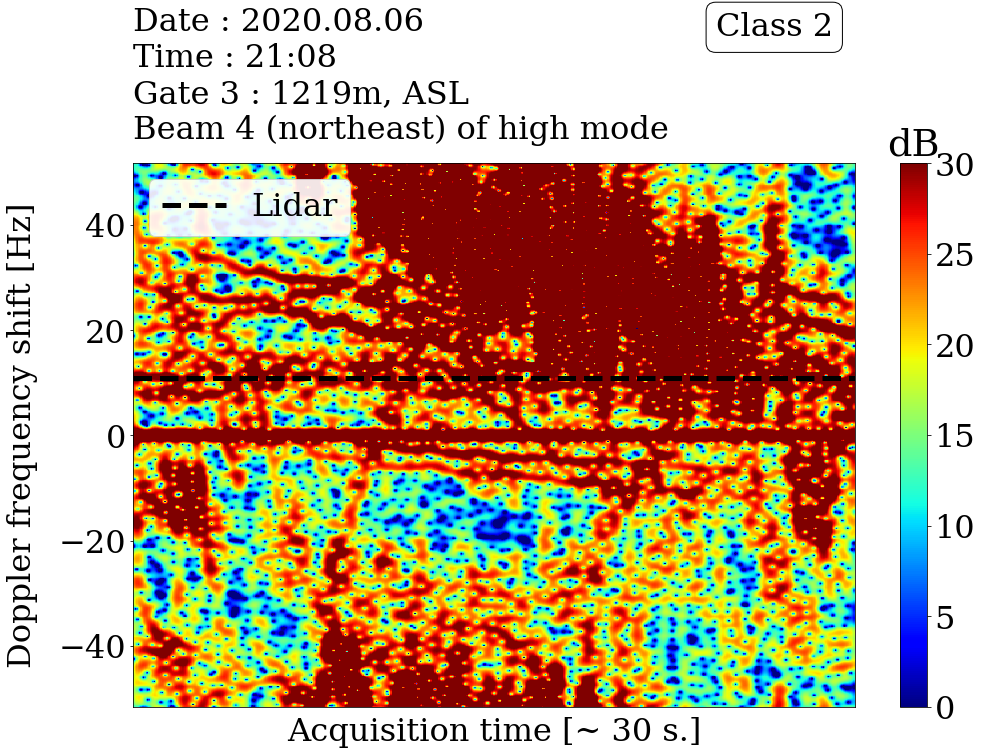 Date : 2020.08.06
Time : 21:08
Gate 3 : 1219m, ASL
Beam 4 (northeast) of high mode
Class 2
dB
Lidar
Doppler frequency shift [Hz]
40
20
0
−20
−40
30
25
20
15
10
5
0
Acquisition time [~ 30 s.]